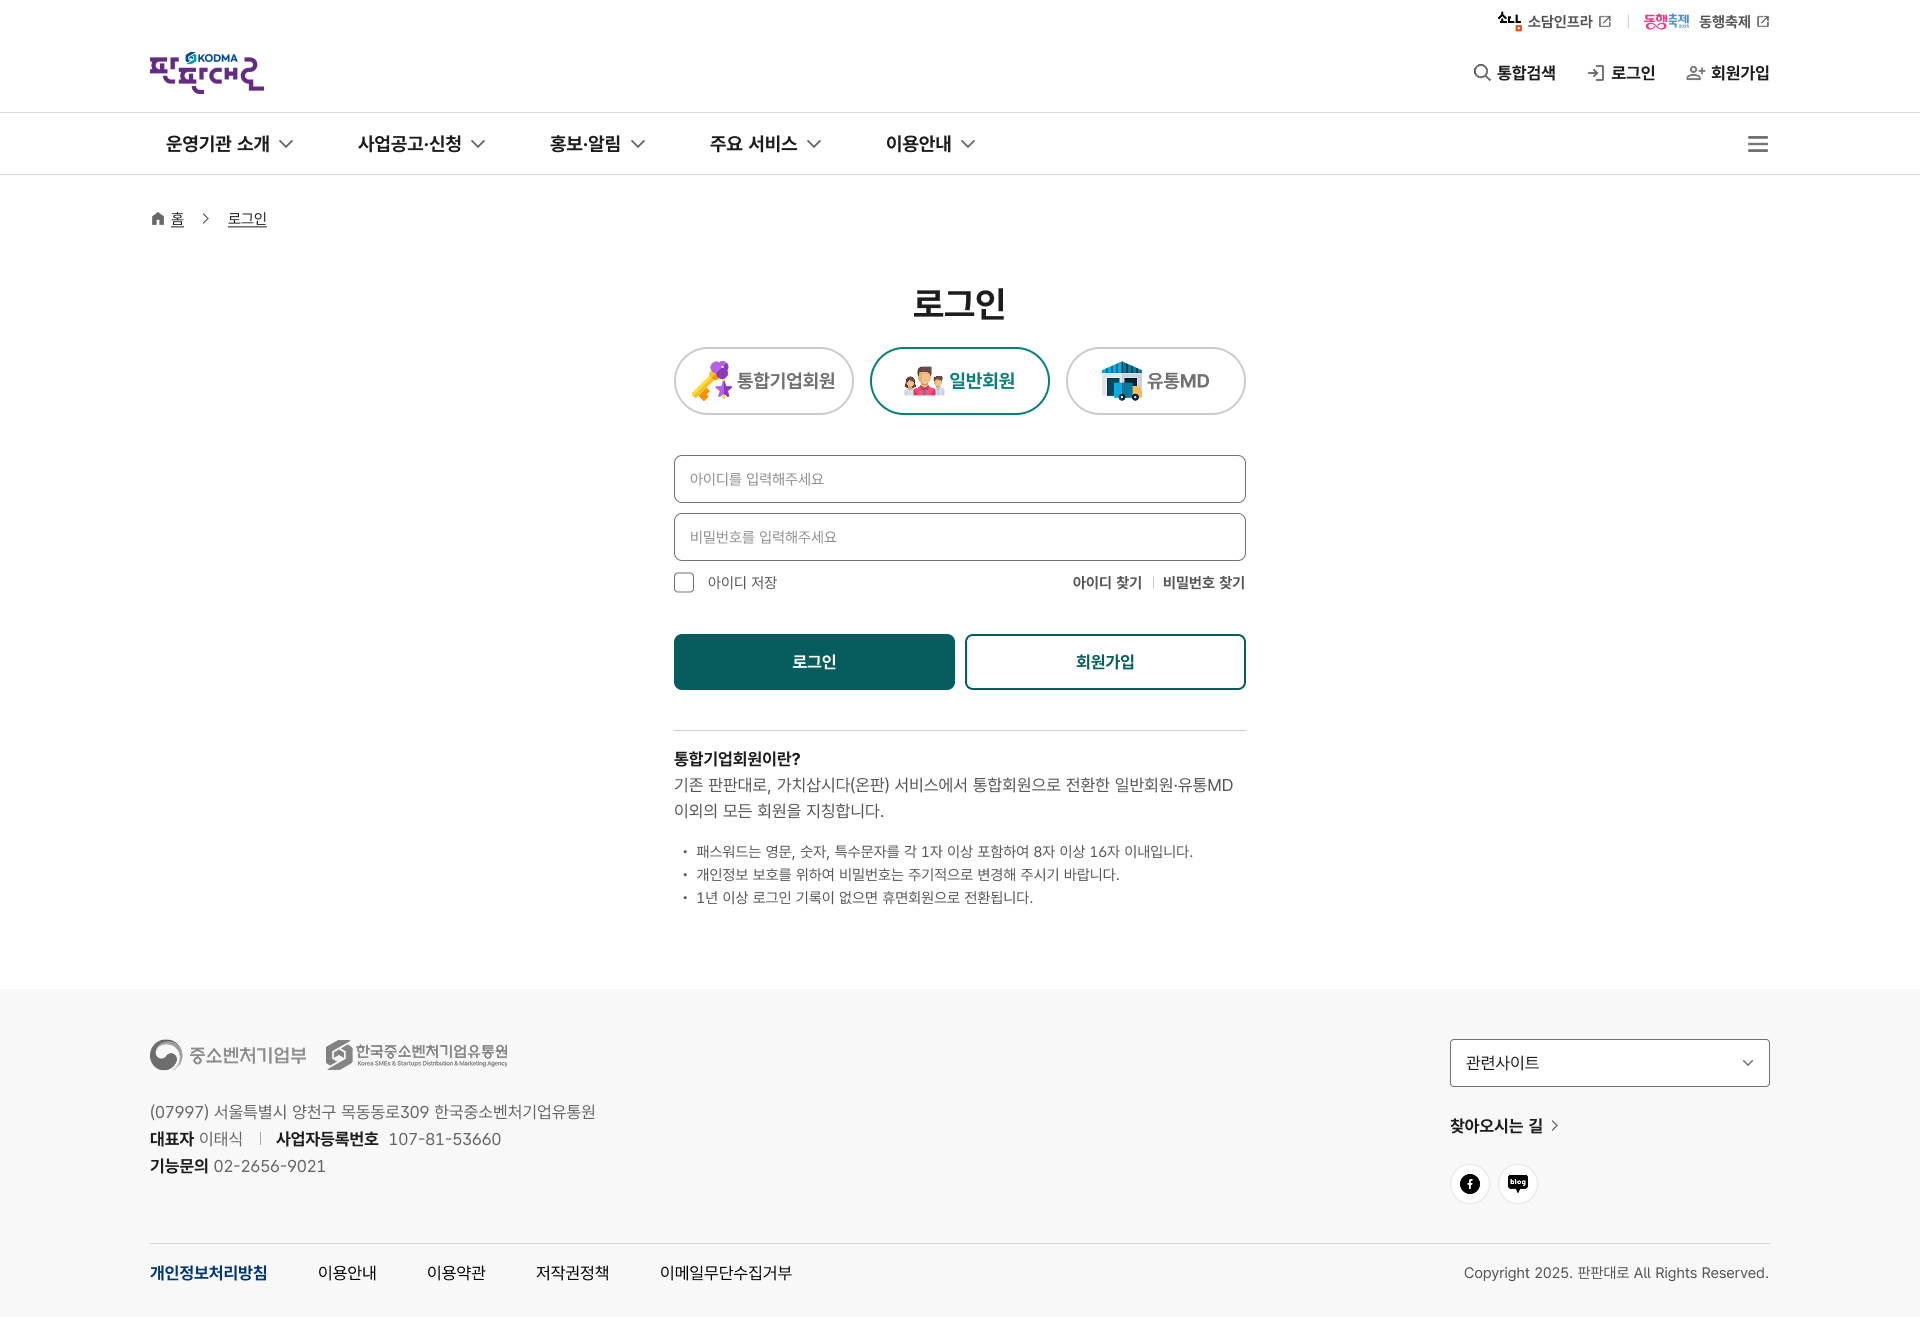 소담
소담인프라
동행축제 2025
동행축제
KODMA
판판대로
통합검색
로그인
회원가입
운영기관 소개
사업공고·신청
홍보·알림
주요 서비스
이용안내
홈
로그인
로그인
통합기업회원
일반회원
유통MD
아이디를 입력해주세요
비밀번호를 입력해주세요
아이디 저장
아이디 찾기
비밀번호 찾기
로그인
회원가입
통합기업회원이란?
기존 판판대로, 가치삽시다(온판) 서비스에서 통합회원으로 전환한 일반회원·유통MD
이외의 모든 회원을 지칭합니다.
• 패스워드는 영문, 숫자, 특수문자를 각 1자 이상 포함하여 8자 이상 16자 이내입니다.
• 개인정보 보호를 위하여 비밀번호는 주기적으로 변경해 주시기 바랍니다.
• 1년 이상 로그인 기록이 없으면 휴면회원으로 전환됩니다.
중소벤처기업부
한국중소벤처기업유통원
Korea SMEs & Startups Distribution & Marketing Agency
관련사이트
(07997) 서울특별시 양천구 목동동로309 한국중소벤처기업유통원
대표자 이태식
사업자등록번호 107-81-53660
기능문의 02-2656-9021
찾아오시는 길
blog
개인정보처리방침
이용안내
이용약관
저작권정책
이메일무단수집거부
Copyright 2025. 판판대로 All Rights Reserved.